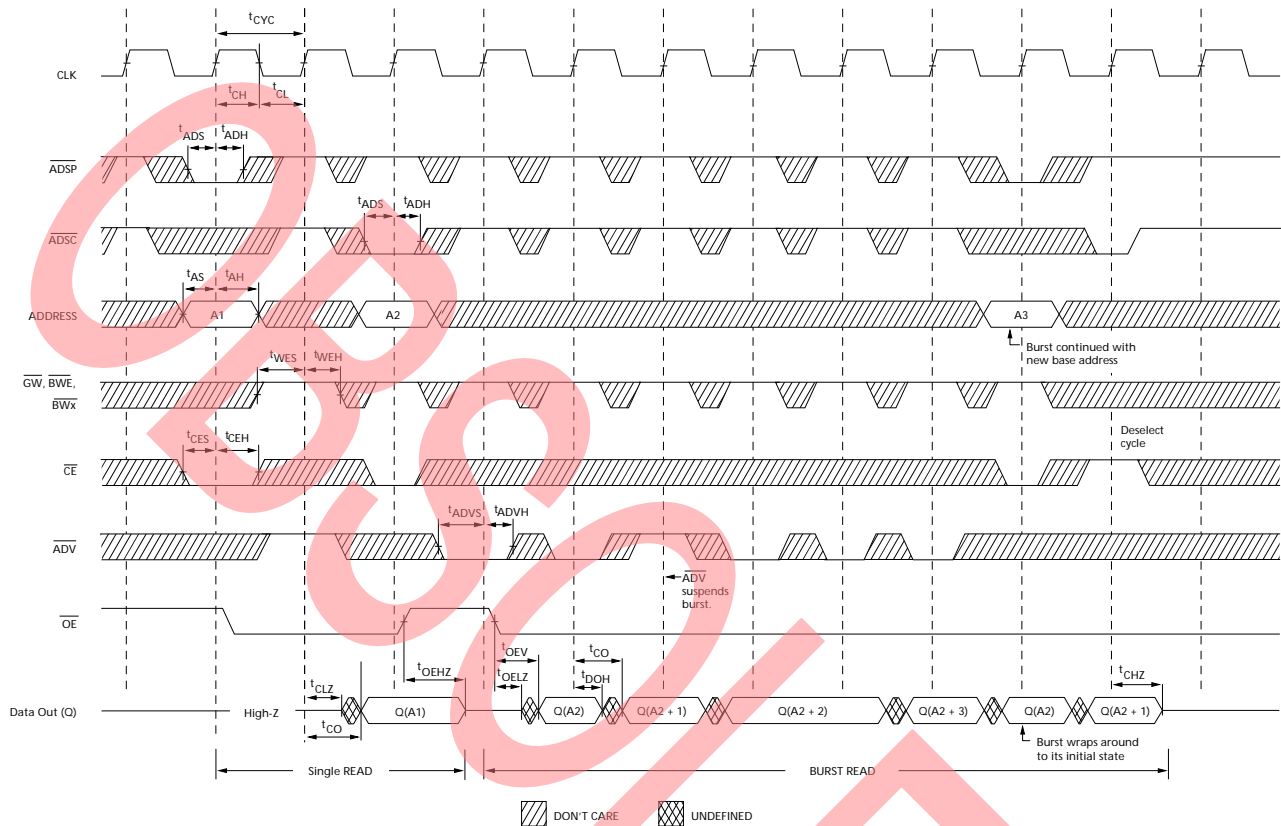 tCYC
CLK
tCH
tCL
tADS
tADH
ADSP
tADS
tADH
ADSC
tAS
tAH
ADDRESS
A1
A2
A3
Burst continued with
new base address
tWES
tWEH
GW, BWE,
BWx
Deselect
cycle
tCES
tCEH
CE
tADVS
tADVH
ADV
ADV
suspends
burst.
OE
tOEHZ
tOEV
tOELZ
tCO
tDOH
tCHZ
tCLZ
Data Out (Q)
High-Z
Q(A1)
Q(A2)
Q(A2 + 1)
Q(A2 + 2)
Q(A2 + 3)
Q(A2)
Q(A2 + 1)
tCO
Burst wraps around
to its initial state
Single READ
BURST READ
DON'T CARE
UNDEFINED